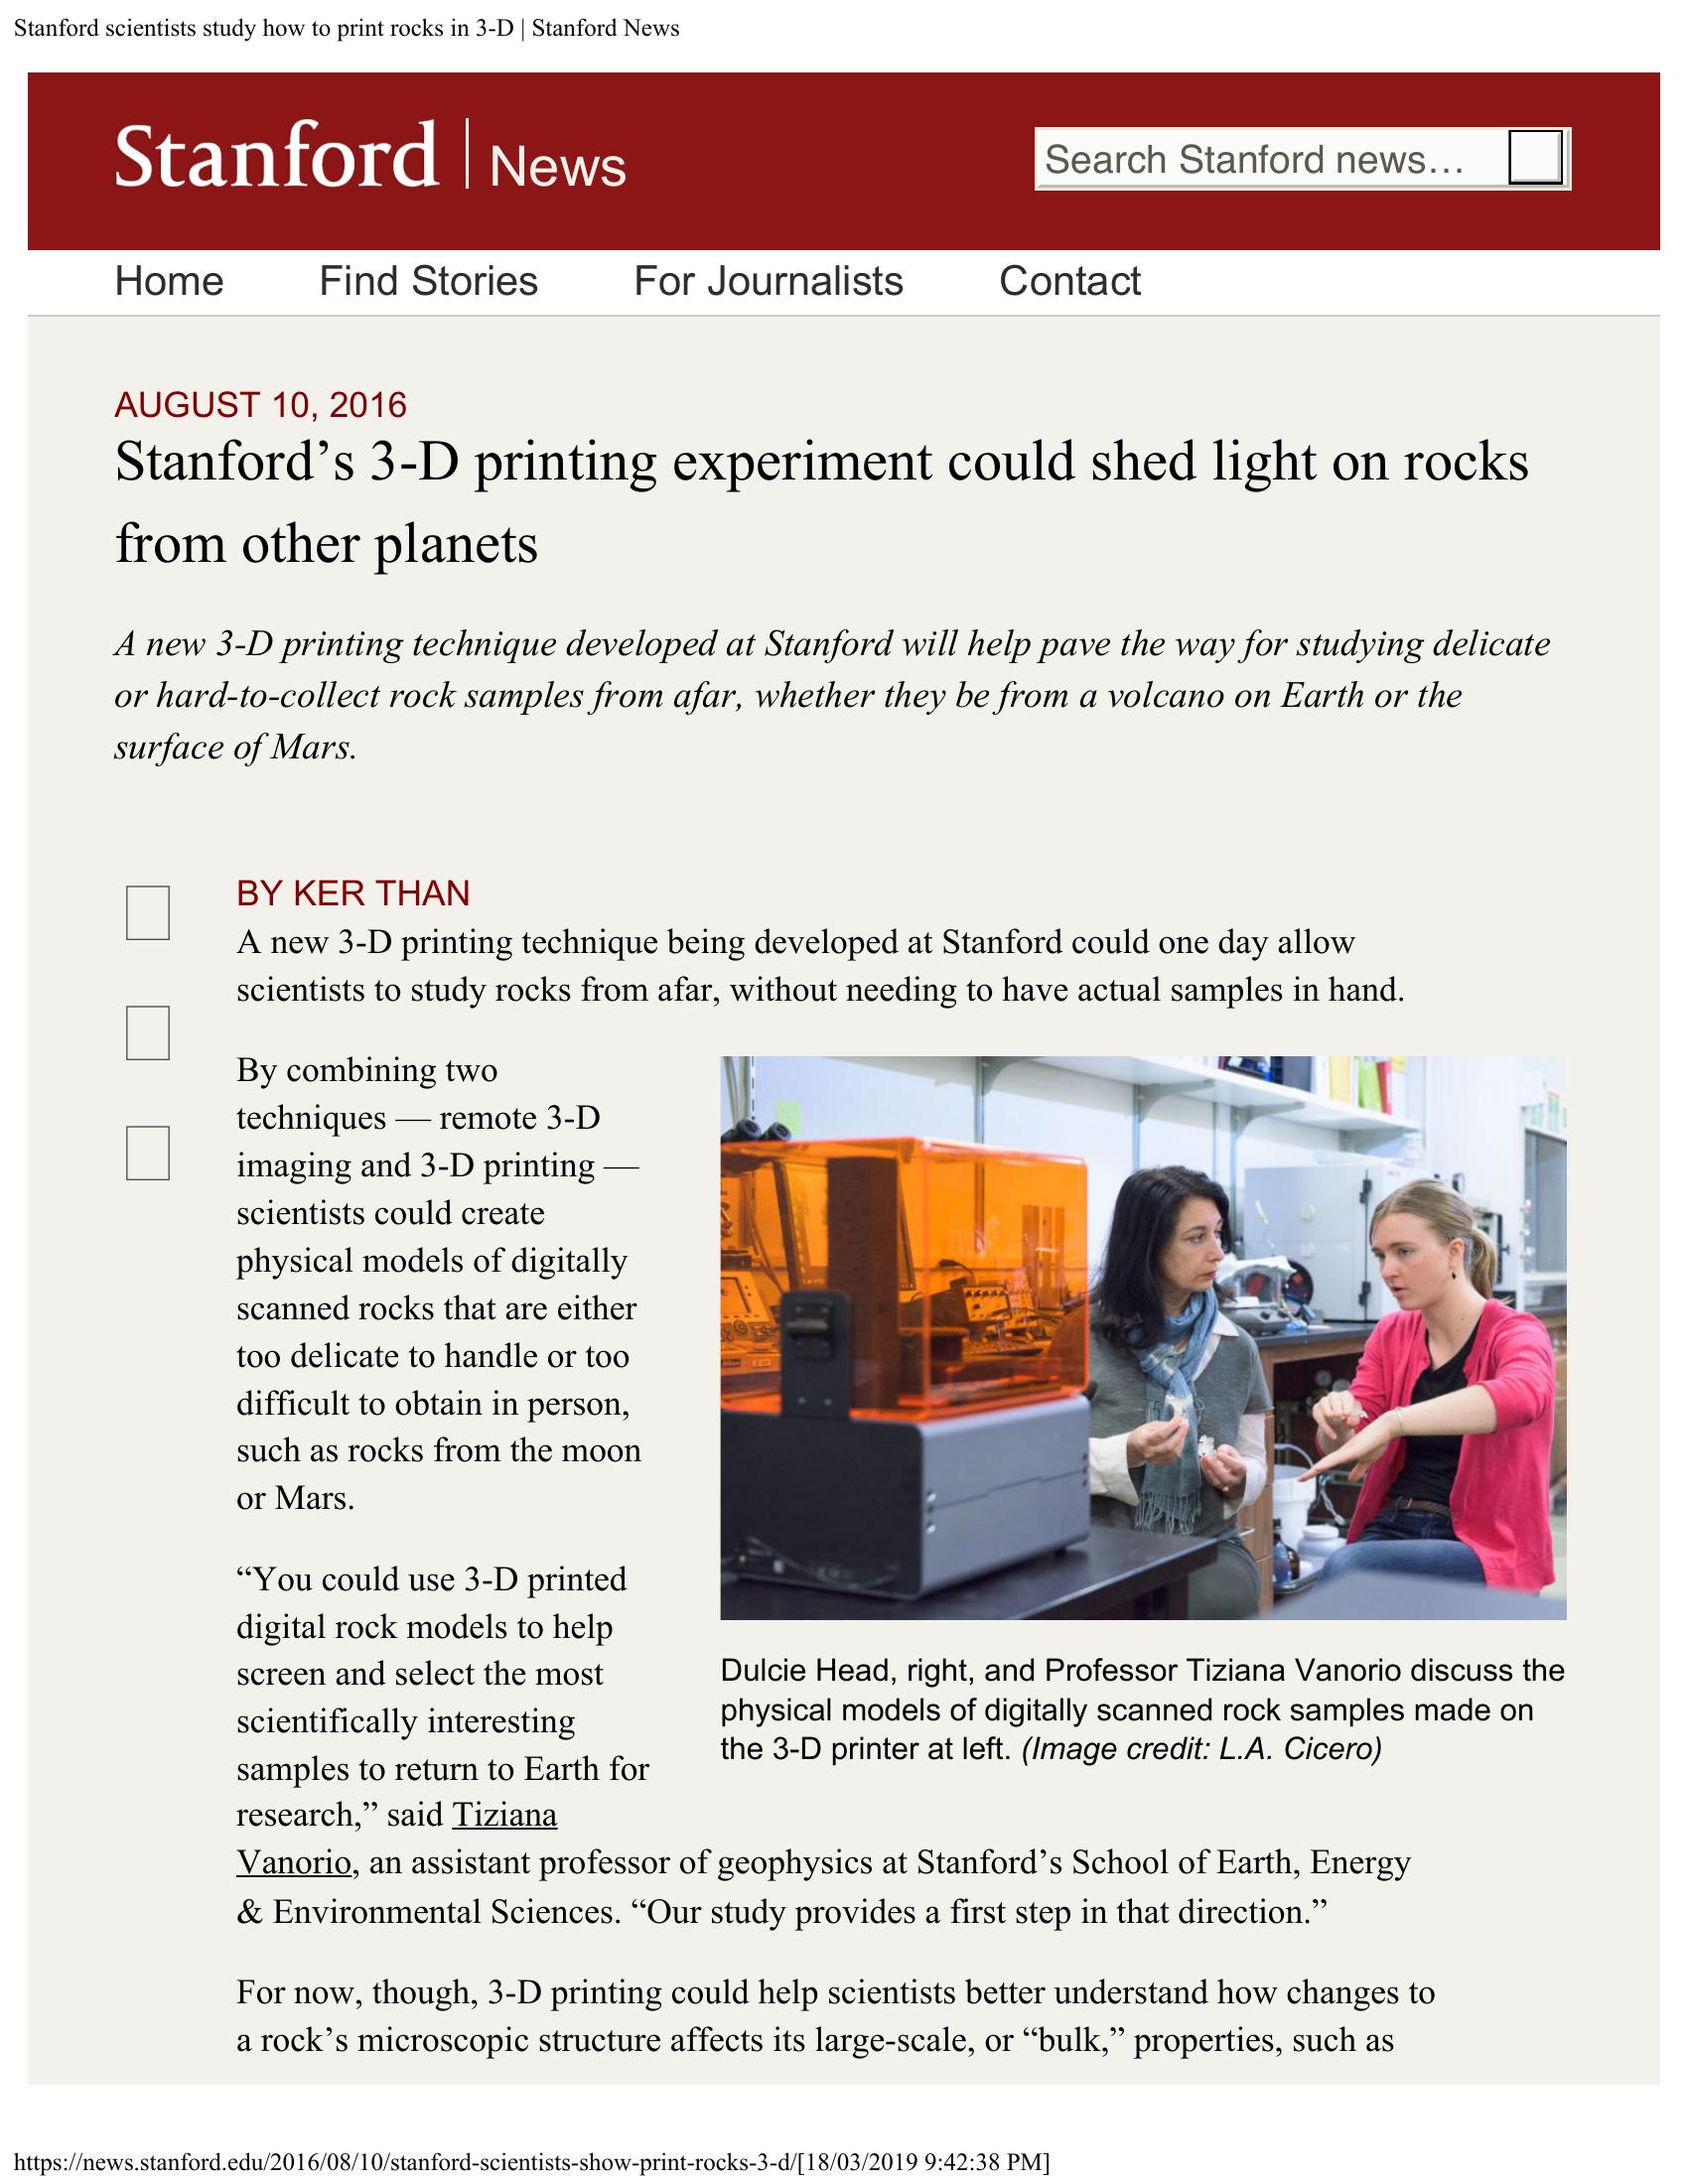 Stanford scientists study how to print rocks in 3-D | Stanford News
Stanford | News
Search Stanford news…
Home Find Stories For Journalists Contact
AUGUST 10, 2016
Stanford’s 3-D printing experiment could shed light on rocks
from other planets
A new 3-D printing technique developed at Stanford will help pave the way for studying delicate
or hard-to-collect rock samples from afar, whether they be from a volcano on Earth or the
surface of Mars.
BY KER THAN
A new 3-D printing technique being developed at Stanford could one day allow
scientists to study rocks from afar, without needing to have actual samples in hand.
By combining two
techniques — remote 3-D
imaging and 3-D printing —
scientists could create
physical models of digitally
scanned rocks that are either
too delicate to handle or too
difficult to obtain in person,
such as rocks from the moon
or Mars.
“You could use 3-D printed
digital rock models to help
screen and select the most
scientifically interesting
samples to return to Earth for
research,” said Tiziana
Vanorio, an assistant professor of geophysics at Stanford’s School of Earth, Energy
& Environmental Sciences. “Our study provides a first step in that direction.”
Dulcie Head, right, and Professor Tiziana Vanorio discuss the
physical models of digitally scanned rock samples made on
the 3-D printer at left. (Image credit: L.A. Cicero)
For now, though, 3-D printing could help scientists better understand how changes to
a rock’s microscopic structure affects its large-scale, or “bulk,” properties, such as
https://news.stanford.edu/2016/08/10/stanford-scientists-show-print-rocks-3-d/[18/03/2019 9:42:38 PM]